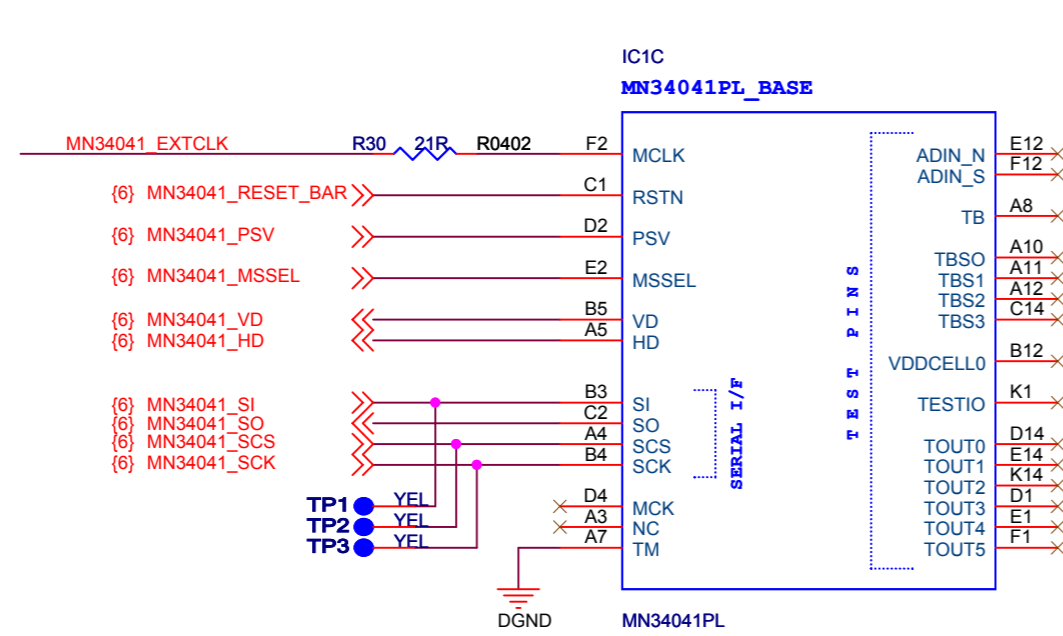 IC1C
MN34041PL_BASE
MN34041_EXTCLK R30 21R R0402 F2 MCLK
{6} MN34041_RESET_BAR C1 RSTN
{6} MN34041_PSV D2 PSV
{6} MN34041_MSSEL E2 MSSEL
{6} MN34041_VD B5 VD
{6} MN34041_HD A5 HD
{6} MN34041_SI B3 SI
{6} MN34041_SO C2 SO
{6} MN34041_SCS A4 SCS
{6} MN34041_SCK B4 SCK
SERIAL I/F
TP1 YEL
TP2 YEL
TP3 YEL
D4 MCK
A3 NC
A7 TM
DGND
TEST PINS
ADIN_N E12
ADIN_S F12
TB A8
TBSO A10
TBS1 A11
TBS2 A12
TBS3 C14
VDDCELL0 B12
TESTIO K1
TOUT0 D14
TOUT1 E14
TOUT2 K14
TOUT3 D1
TOUT4 E1
TOUT5 F1
MN34041PL